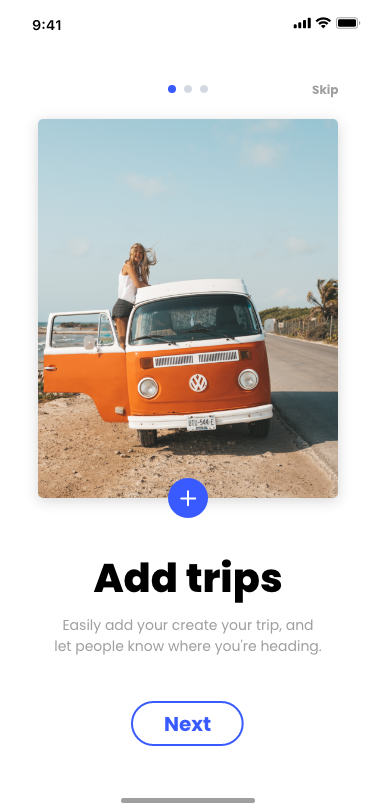 9:41
Skip
Add trips
Easily add your create your trip, and
let people know where you're heading.
Next